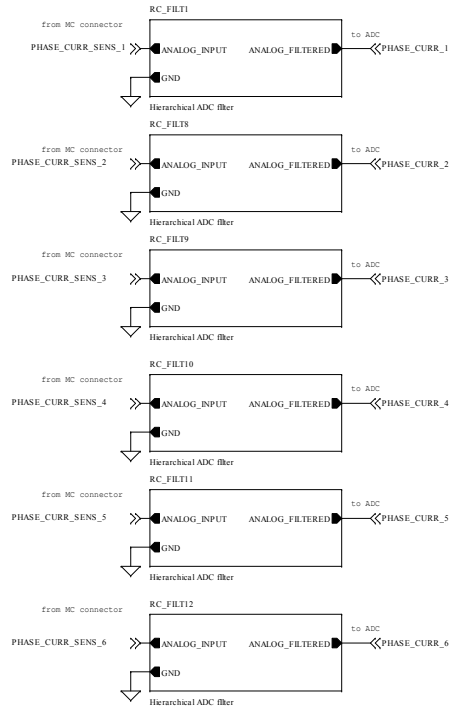 RC_FILT1
from MC connector
to ADC
PHASE_CURR_SENS_1 ANALOG_INPUT ANALOG_FILTERED PHASE_CURR_1
GND
Hierarchical ADC filter
RC_FILT8
from MC connector
to ADC
PHASE_CURR_SENS_2 ANALOG_INPUT ANALOG_FILTERED PHASE_CURR_2
GND
Hierarchical ADC filter
RC_FILT9
from MC connector
to ADC
PHASE_CURR_SENS_3 ANALOG_INPUT ANALOG_FILTERED PHASE_CURR_3
GND
Hierarchical ADC filter
RC_FILT10
from MC connector
to ADC
PHASE_CURR_SENS_4 ANALOG_INPUT ANALOG_FILTERED PHASE_CURR_4
GND
Hierarchical ADC filter
RC_FILT11
from MC connector
to ADC
PHASE_CURR_SENS_5 ANALOG_INPUT ANALOG_FILTERED PHASE_CURR_5
GND
Hierarchical ADC filter
RC_FILT12
from MC connector
to ADC
PHASE_CURR_SENS_6 ANALOG_INPUT ANALOG_FILTERED PHASE_CURR_6
GND
Hierarchical ADC filter